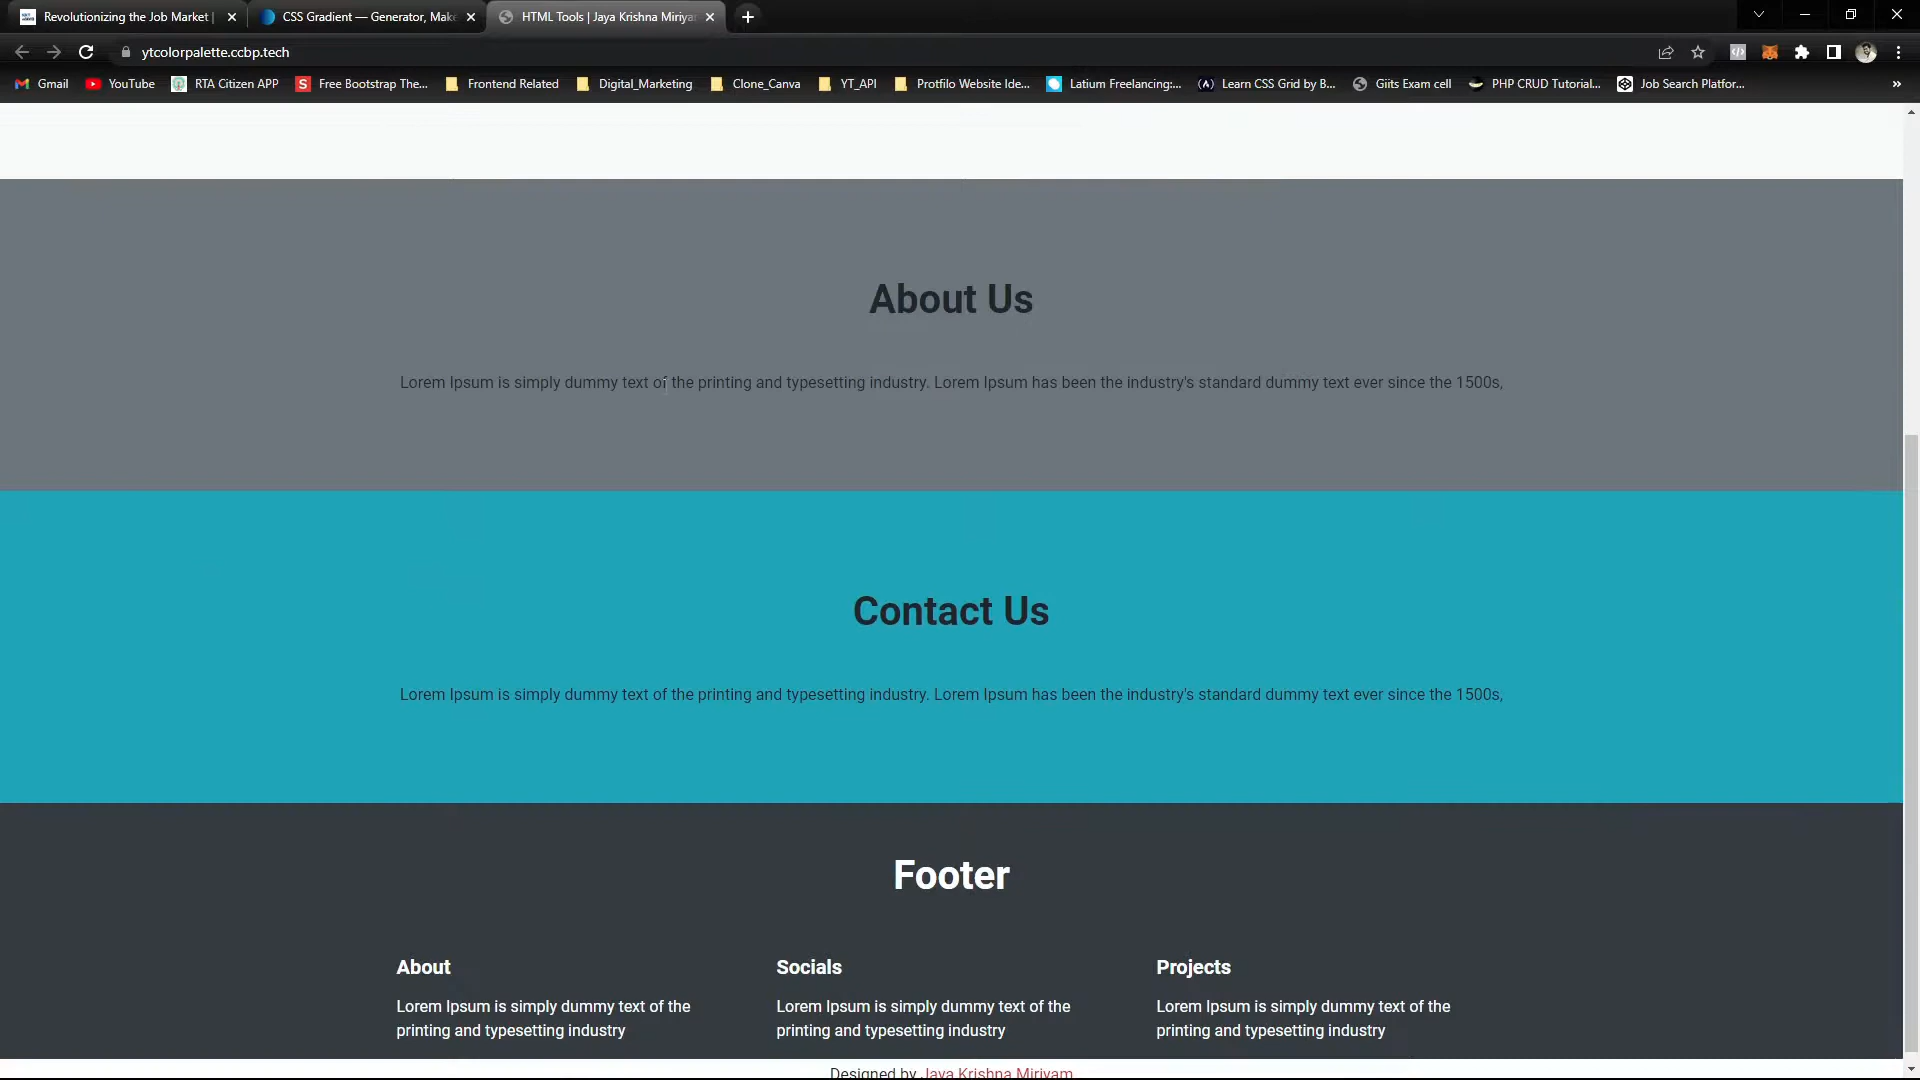 Revolutionizing the Job Market |
CSS Gradient — Generator, Make
HTML Tools | Jaya Krishna Miriya
ytcolorpalette.ccbp.tech
Gmail
YouTube
RTA Citizen APP
Free Bootstrap The...
Frontend Related
Digital_Marketing
Clone_Canva
YT_API
Protfilo Website Ide...
Latium Freelancing:...
Learn CSS Grid by B...
Giits Exam cell
PHP CRUD Tutorial...
Job Search Platfor...
About Us
Lorem Ipsum is simply dummy text of the printing and typesetting industry. Lorem Ipsum has been the industry's standard dummy text ever since the 1500s,
Contact Us
Lorem Ipsum is simply dummy text of the printing and typesetting industry. Lorem Ipsum has been the industry's standard dummy text ever since the 1500s,
Footer
About
Lorem Ipsum is simply dummy text of the
printing and typesetting industry
Socials
Lorem Ipsum is simply dummy text of the
printing and typesetting industry
Projects
Lorem Ipsum is simply dummy text of the
printing and typesetting industry
Designed by Jaya Krishna Miriyam